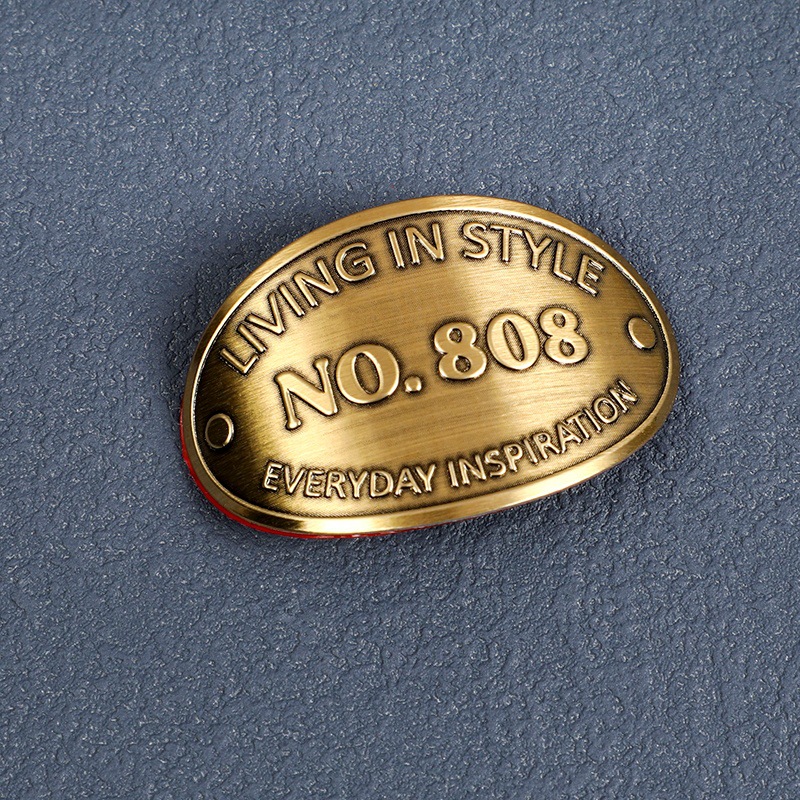 LIVING IN STYLE
NO. 808
EVERYDAY INSPIRATION